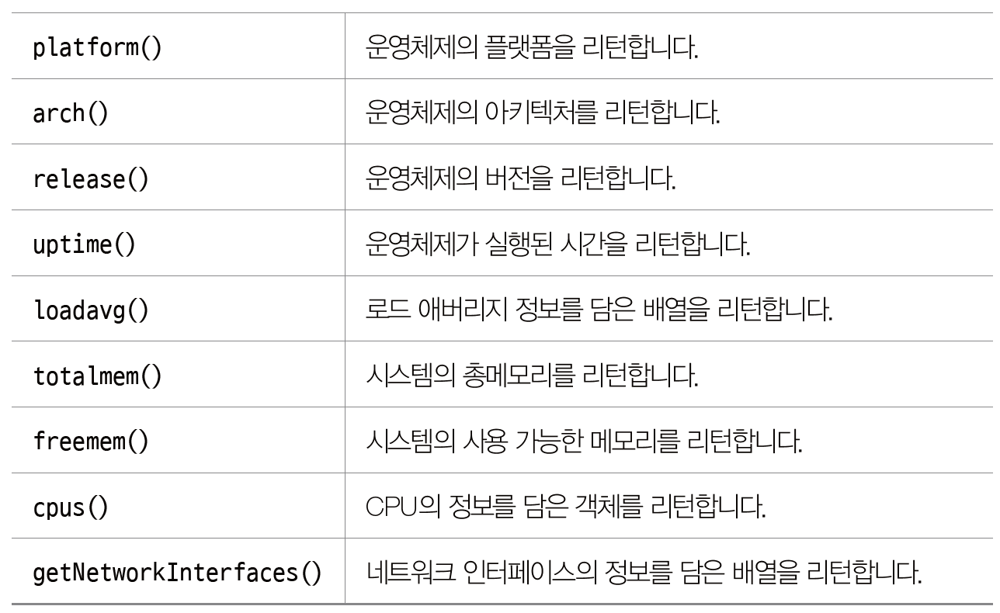 platform() 운영체제의 플랫폼을 리턴합니다.
arch() 운영체제의 아키텍처를 리턴합니다.
release() 운영체제의 버전을 리턴합니다.
uptime() 운영체제가 실행된 시간을 리턴합니다.
loadavg() 로드 애버리지 정보를 담은 배열을 리턴합니다.
totalmem() 시스템의 총메모리를 리턴합니다.
freemem() 시스템의 사용 가능한 메모리를 리턴합니다.
cpus() CPU의 정보를 담은 객체를 리턴합니다.
getNetworkInterfaces() 네트워크 인터페이스의 정보를 담은 배열을 리턴합니다.